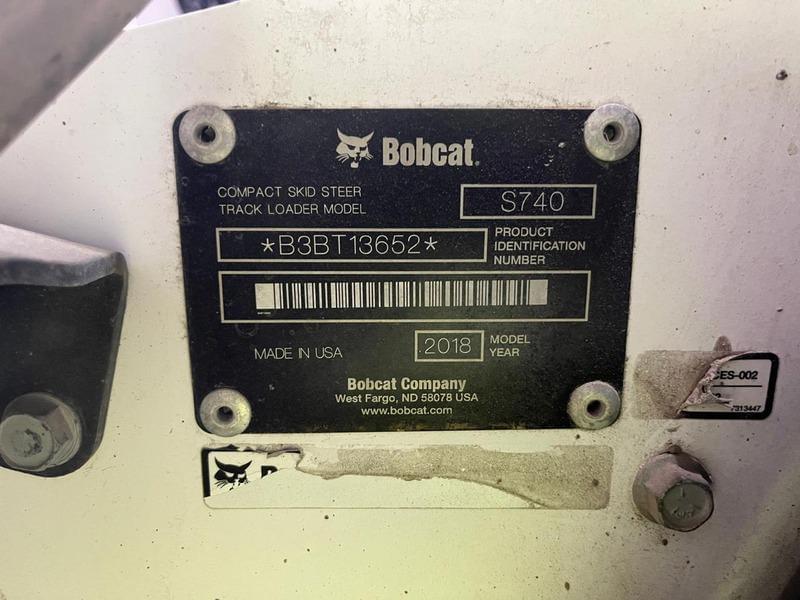 Bobcat.
COMPACT SKID STEER
TRACK LOADER MODEL
S740
*B3BT13652*
PRODUCT
IDENTIFICATION
NUMBER
MADE IN USA
2018
MODEL
YEAR
Bobcat Company
West Fargo, ND 58078 USA
www.bobcat.com
CES-002
7313447